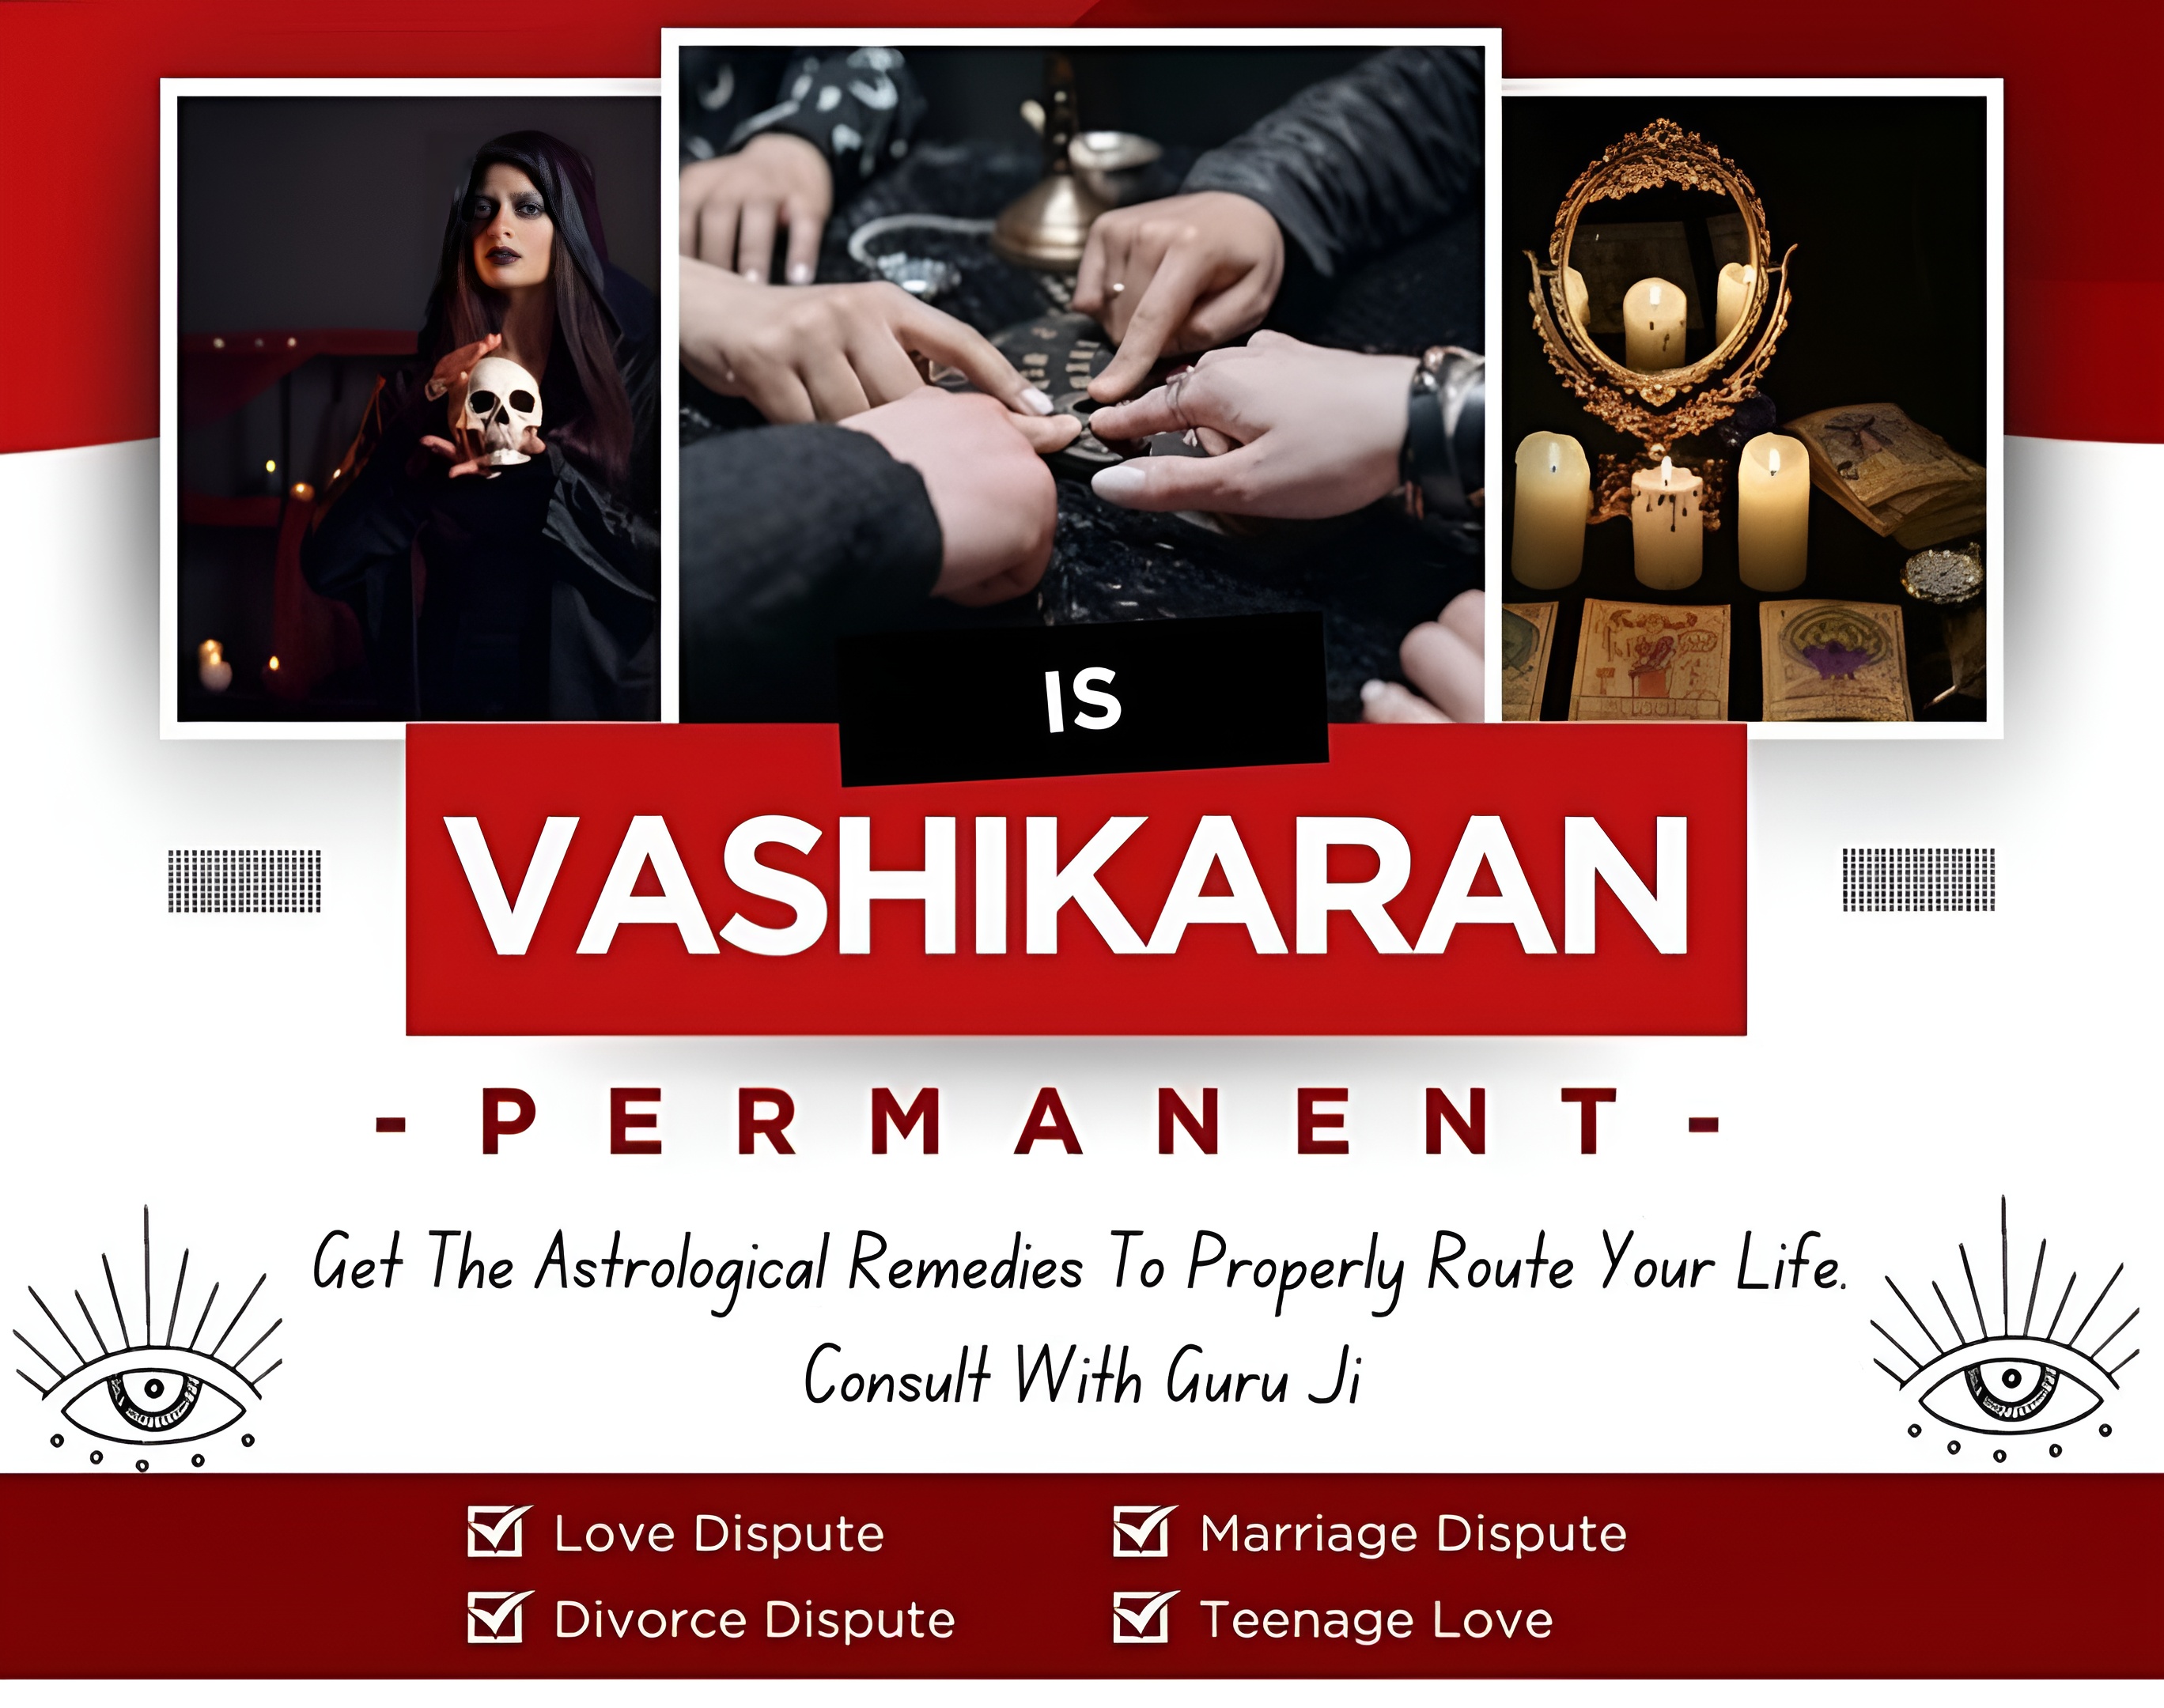 IS
VASHIKARAN
- PERMANENT -
Get The Astrological Remedies To Properly Route Your Life.
Consult With Guru Ji
Love Dispute
Marriage Dispute
Divorce Dispute
Teenage Love